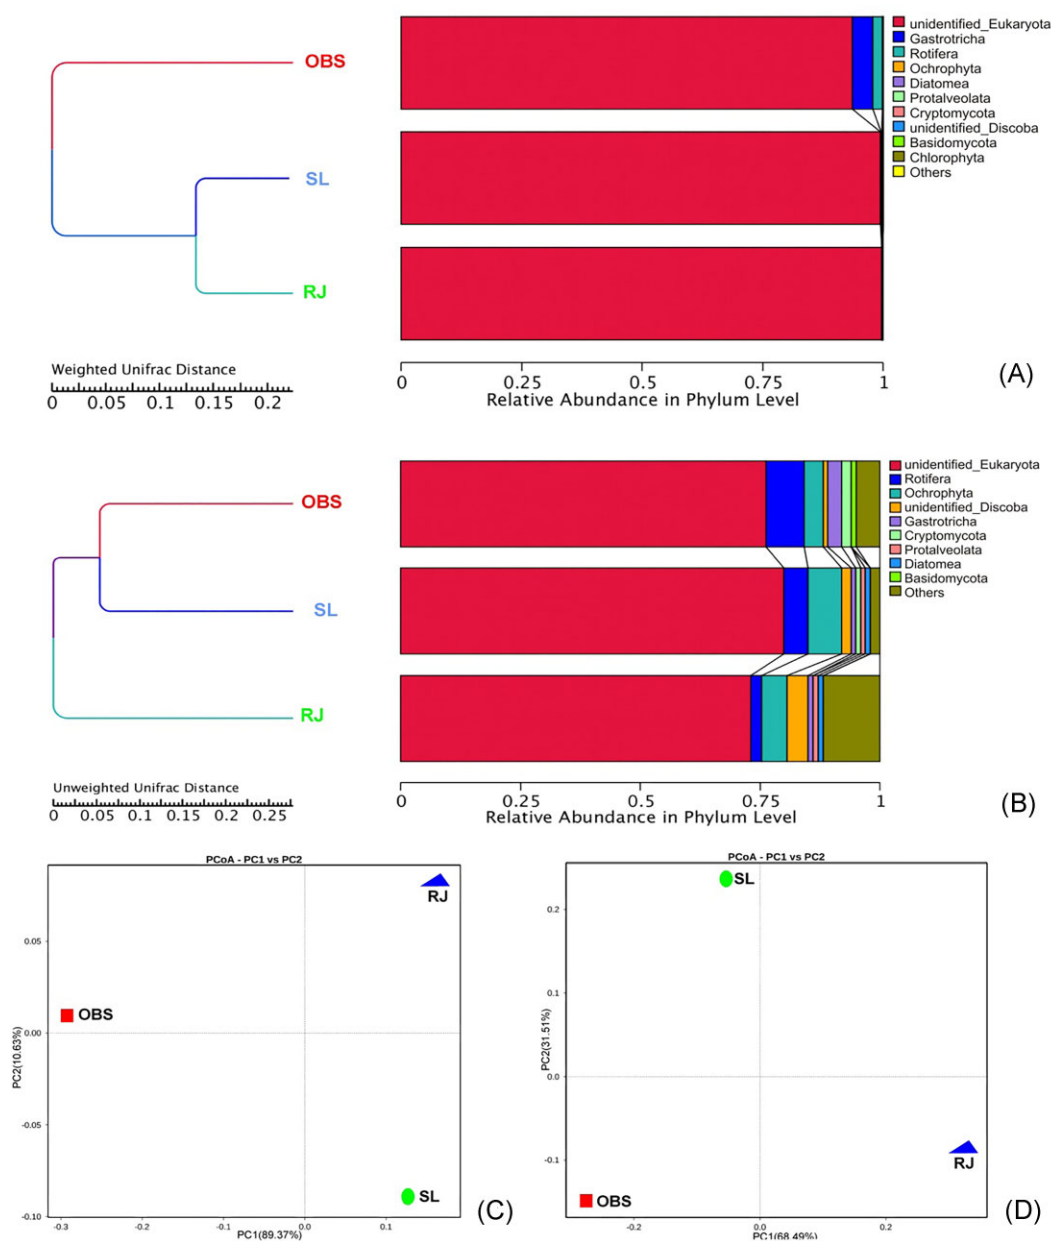 OBS
SL
RJ
unidentified_Eukaryota
Gastrotricha
Rotifera
Ochrophyta
Diatomea
Protalveolata
Cryptomycota
unidentified_Discoba
Basidomycota
Chlorophyta
Others
Weighted Unifrac Distance
0 0.05 0.1 0.15 0.2
0 0.25 0.5 0.75 1
Relative Abundance in Phylum Level
(A)
OBS
SL
RJ
unidentified_Eukaryota
Rotifera
Ochrophyta
unidentified_Discoba
Gastrotricha
Cryptomycota
Protalveolata
Diatomea
Basidomycota
Others
Unweighted Unifrac Distance
0 0.05 0.1 0.15 0.2 0.25
0 0.25 0.5 0.75 1
Relative Abundance in Phylum Level
(B)
PCoA - PC1 vs PC2
RJ
0.05
OBS
0.00
PC2(10.63%)
-0.05
SL
-0.10
-0.3 -0.2 -0.1 0.0 0.1
PC1(89.37%)
(C)
PCoA - PC1 vs PC2
SL
0.2
0.1
PC2(31.51%)
0.0
-0.1
RJ
OBS
-0.2 0.0 0.2
PC1(68.49%)
(D)